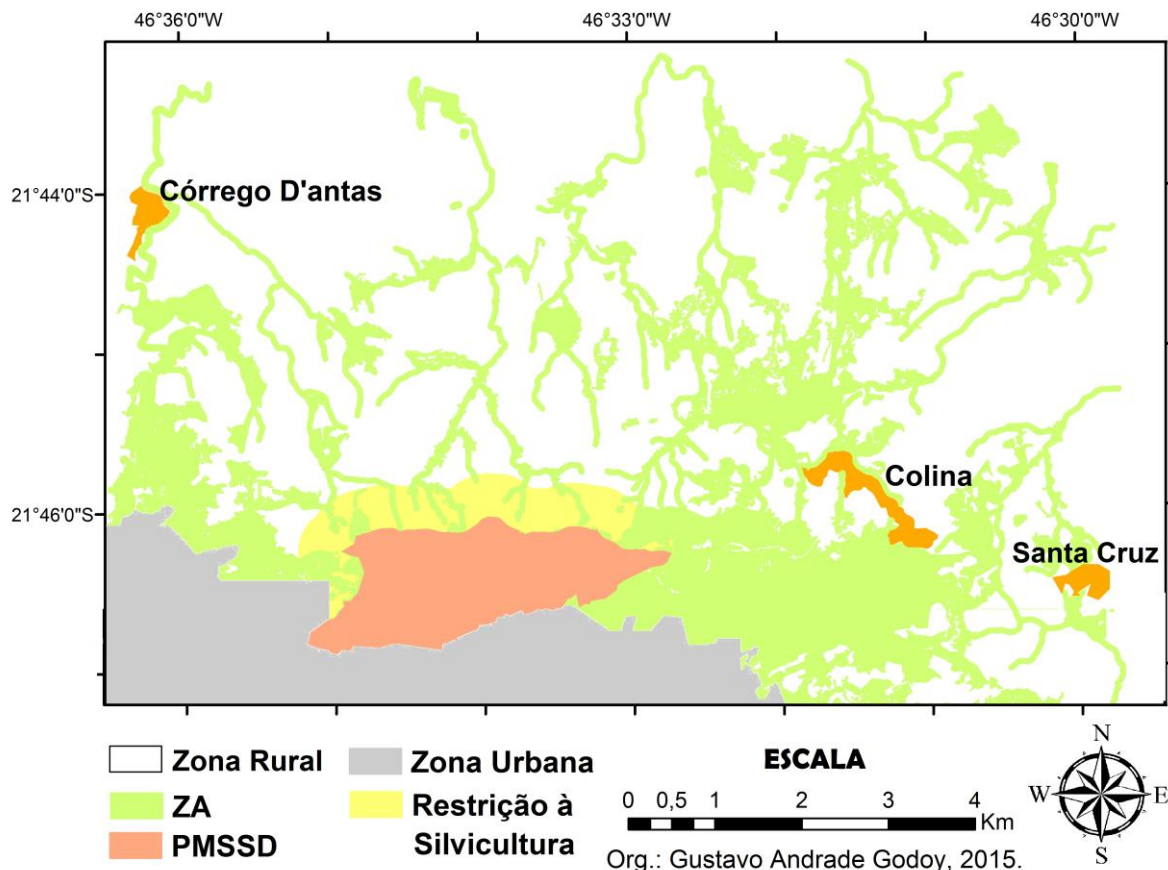 46°36'0"W
46°33'0"W
46°30'0"W
21°44'0"S
Córrego D'antas
Colina
21°46'0"S
Santa Cruz
Zona Rural
Zona Urbana
ZA
Restrição à
Silvicultura
PMSSD
ESCALA
0 0,5 1 2 3 4
Km
Org.: Gustavo Andrade Godoy, 2015.
N
W
E
S